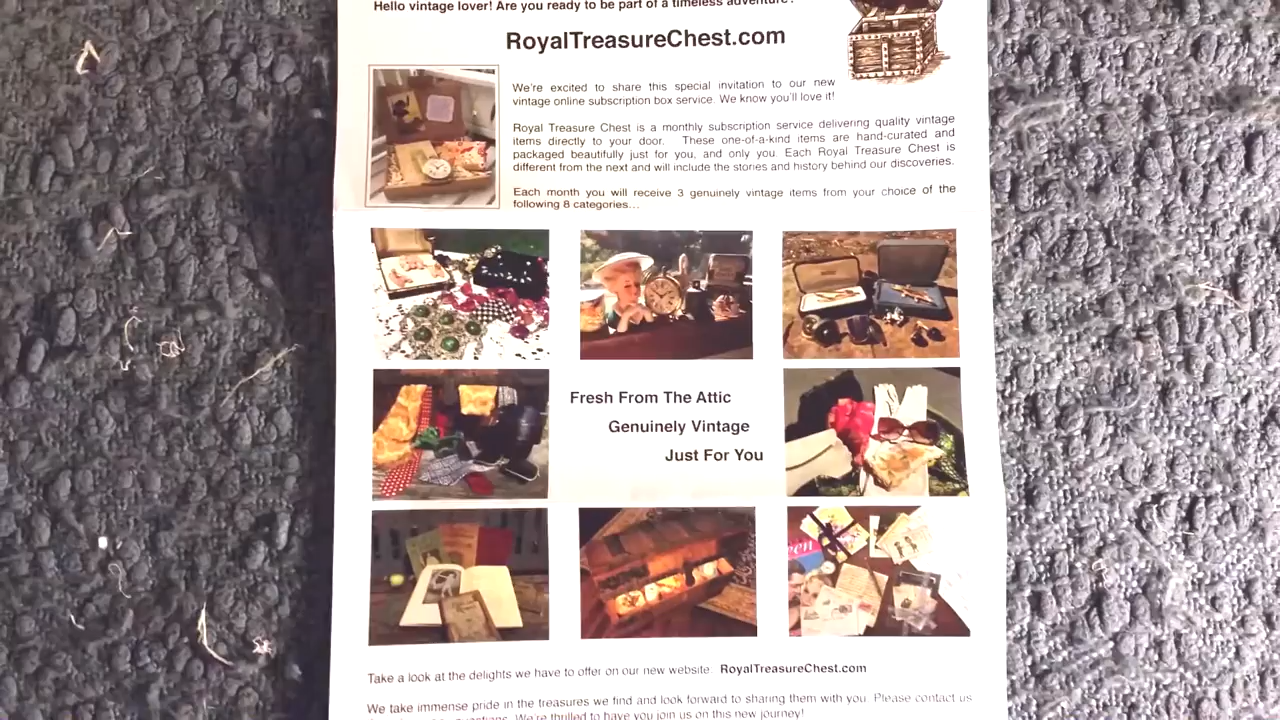 Hello vintage lover! Are you ready to be part of a timeless adventure?
RoyalTreasureChest.com
We're excited to share this special invitation to our new
vintage online subscription box service. We know you'll love it!
Royal Treasure Chest is a monthly subscription service delivering quality vintage
items directly to your door. These one-of-a-kind items are hand-curated and
packaged beautifully just for you, and only you. Each Royal Treasure Chest is
different from the next and will include the stories and history behind our discoveries.
Each month you will receive 3 genuinely vintage items from your choice of the
following 8 categories...
Fresh From The Attic
Genuinely Vintage
Just For You
Take a look at the delights we have to offer on our new website: RoyalTreasureChest.com
We take immense pride in the treasures we find and look forward to sharing them with you. Please contact us
questions. We're thrilled to have you join us on this new journey!